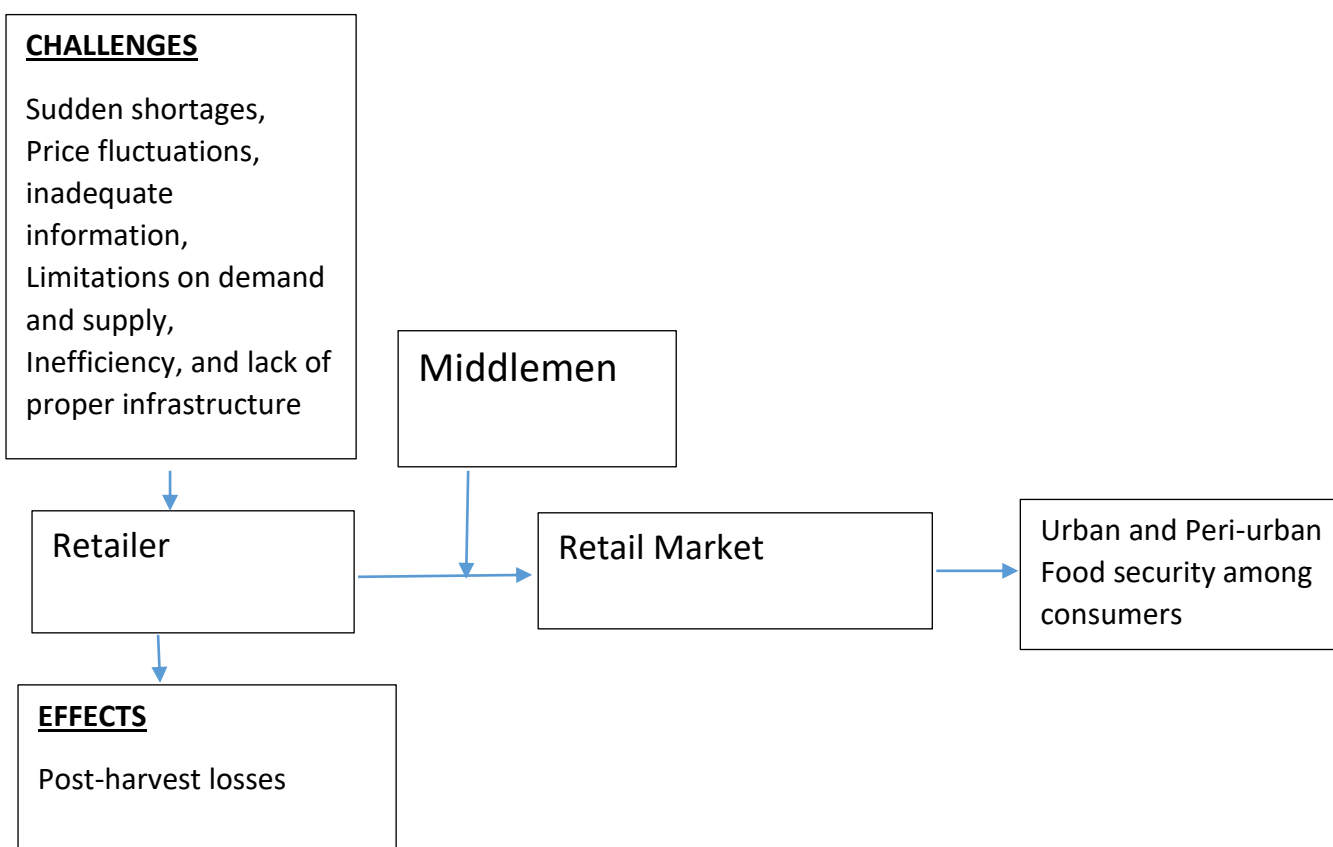 CHALLENGES
Sudden shortages,
Price fluctuations,
inadequate
information,
Limitations on demand
and supply,
Inefficiency, and lack of
proper infrastructure
Middlemen
Retailer
Retail Market
Urban and Peri-urban
Food security among
consumers
EFFECTS
Post-harvest losses